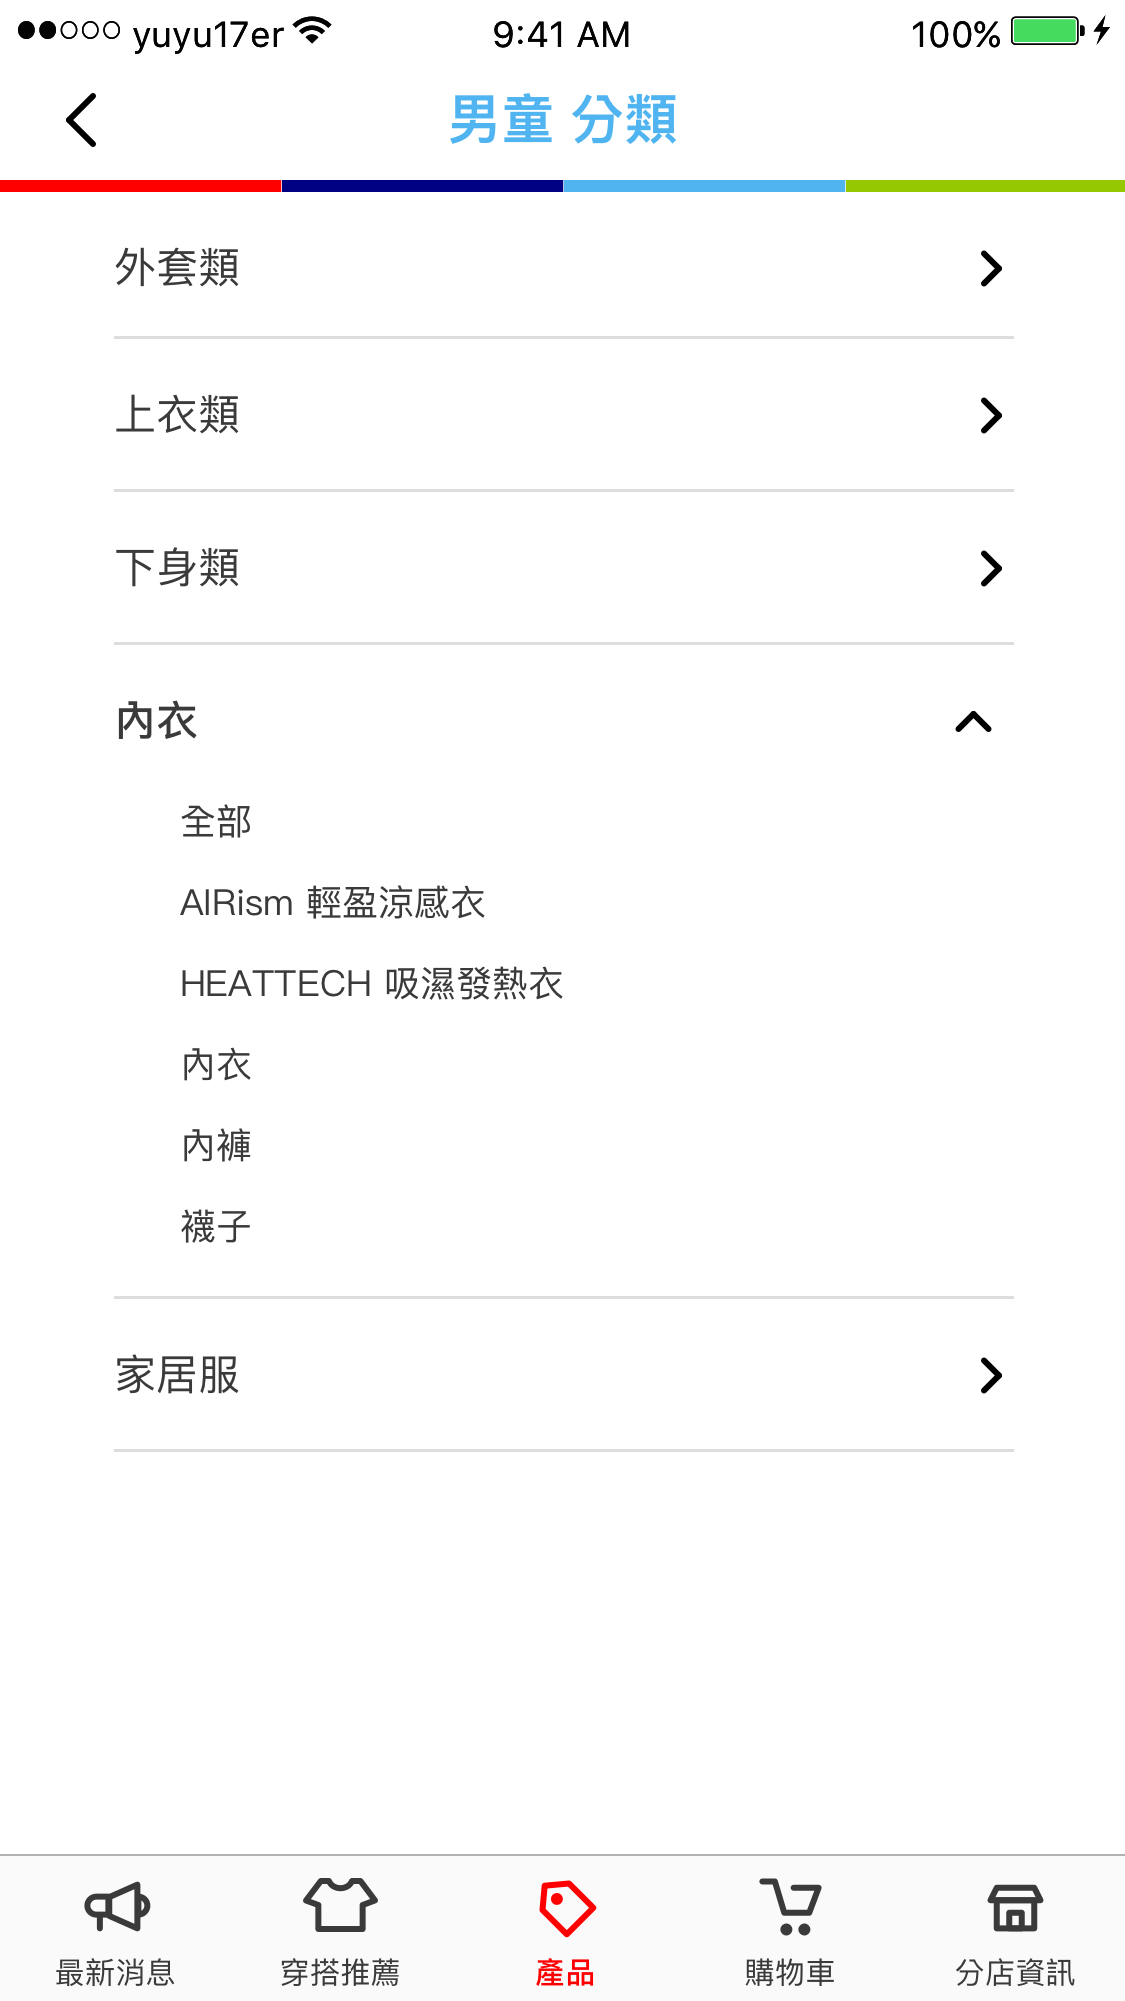 yuyu17er 9:41 AM 100%
男童 分類
外套類
上衣類
下身類
內衣
全部
AIRism 輕盈涼感衣
HEATTECH 吸濕發熱衣
內衣
內褲
襪子
家居服
最新消息 穿搭推薦 產品 購物車 分店資訊